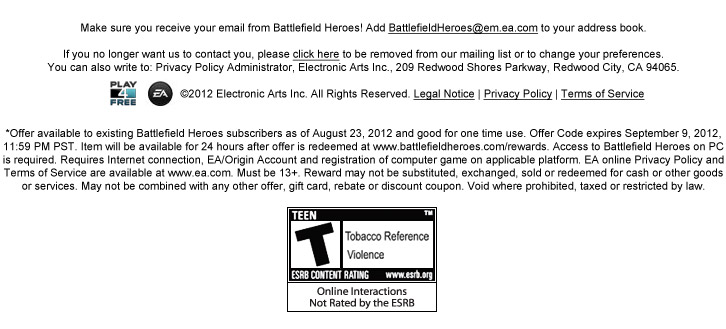 Make sure you receive your email from Battlefield Heroes! Add BattlefieldHeroes@em.ea.com to your address book.
If you no longer want us to contact you, please click here to be removed from our mailing list or to change your preferences.
You can also write to: Privacy Policy Administrator, Electronic Arts Inc., 209 Redwood Shores Parkway, Redwood City, CA 94065.
PLAY
4
FREE
EA
©2012 Electronic Arts Inc. All Rights Reserved. Legal Notice | Privacy Policy | Terms of Service
*Offer available to existing Battlefield Heroes subscribers as of August 23, 2012 and good for one time use. Offer Code expires September 9, 2012,
11:59 PM PST. Item will be available for 24 hours after offer is redeemed at www.battlefieldheroes.com/rewards. Access to Battlefield Heroes on PC
is required. Requires Internet connection, EA/Origin Account and registration of computer game on applicable platform. EA online Privacy Policy and
Terms of Service are available at www.ea.com. Must be 13+. Reward may not be substituted, exchanged, sold or redeemed for cash or other goods
or services. May not be combined with any other offer, gift card, rebate or discount coupon. Void where prohibited, taxed or restricted by law.
TEEN ™
T
Tobacco Reference
Violence
ESRB CONTENT RATING www.esrb.org
Online Interactions
Not Rated by the ESRB